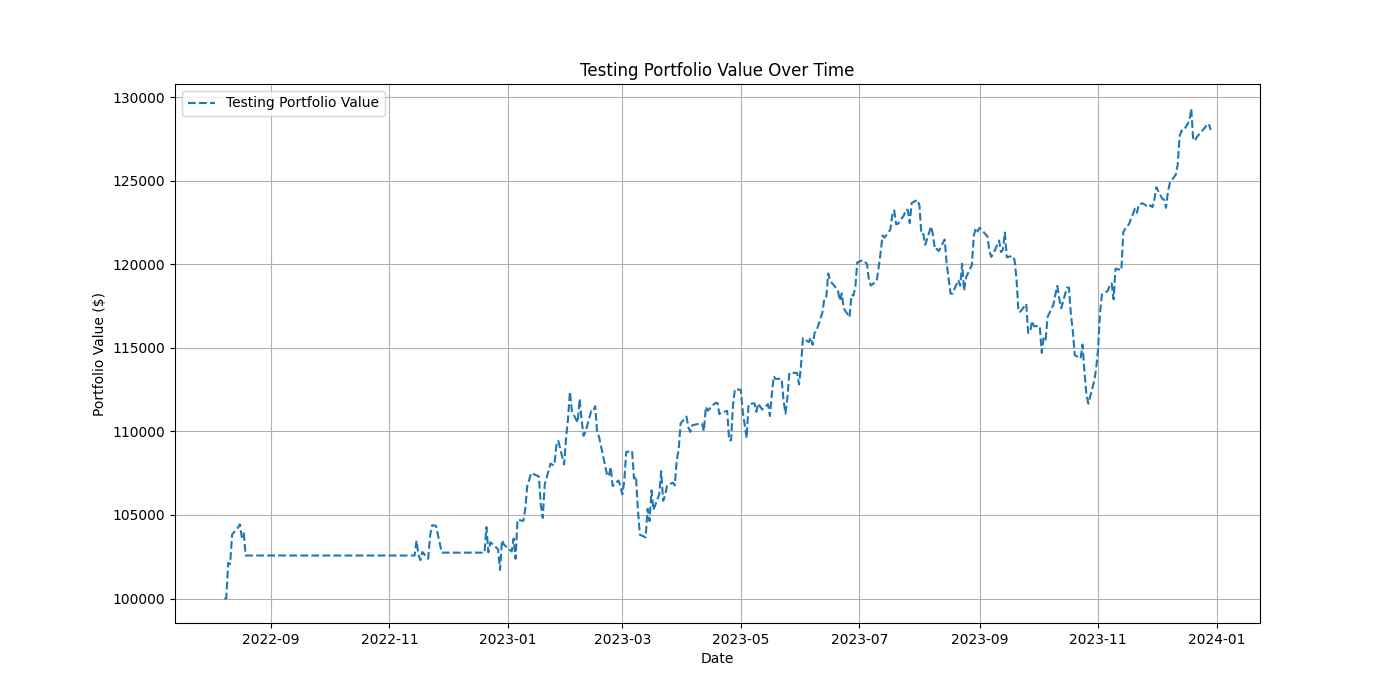 Testing Portfolio Value Over Time
Testing Portfolio Value
Portfolio Value ($)
130000
125000
120000
115000
110000
105000
100000
2022-09 2022-11 2023-01 2023-03 2023-05 2023-07 2023-09 2023-11 2024-01
Date